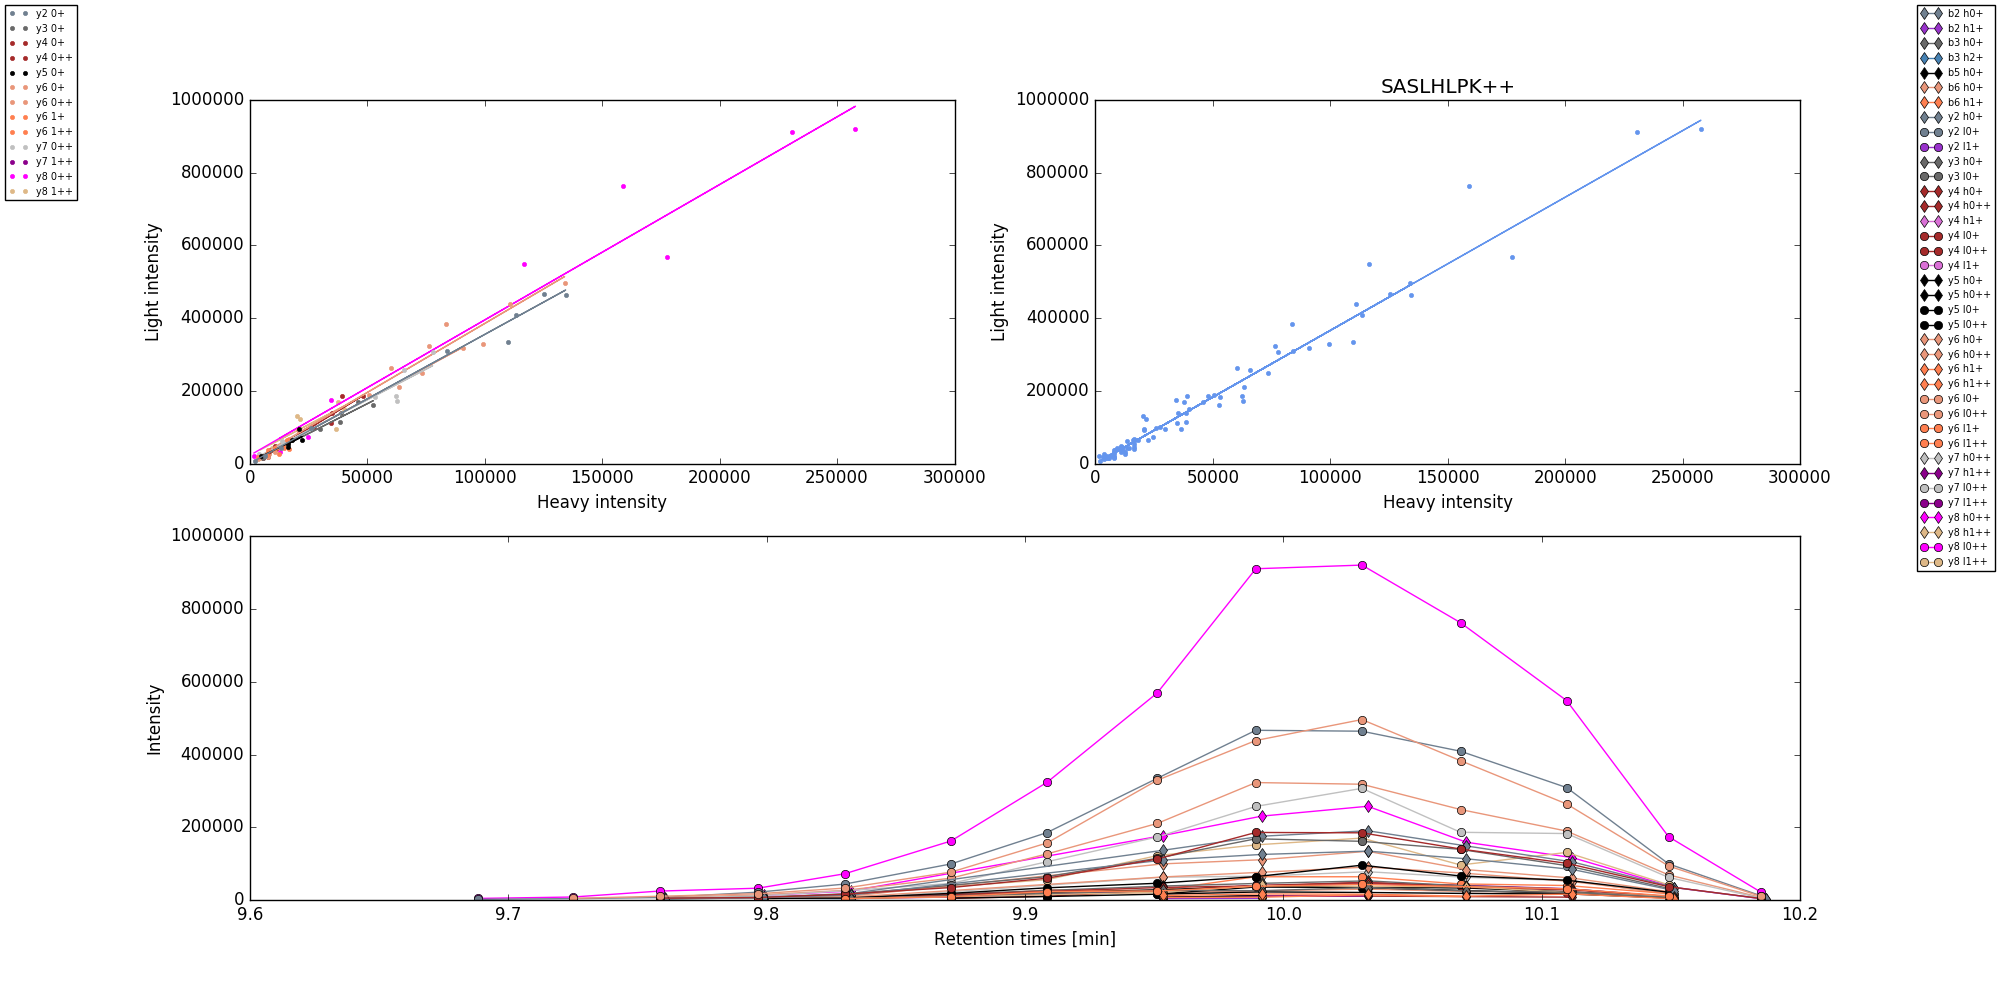 y2 0+
y3 0+
y4 0+
y4 0++
y5 0+
y6 0+
y6 0++
y6 1+
y6 1++
y7 0++
y7 1++
y8 0++
y8 1++
1000000
800000
600000
400000
200000
0
Light intensity
0 50000 100000 150000 200000 250000 300000
Heavy intensity
SASLHLPK++
1000000
800000
600000
400000
200000
0
Light intensity
0 50000 100000 150000 200000 250000 300000
Heavy intensity
b2 h0+
b2 h1+
b3 h0+
b3 h2+
b5 h0+
b6 h0+
b6 h1+
y2 h0+
y2 l0+
y2 l1+
y3 h0+
y3 l0+
y4 h0+
y4 h0++
y4 h1+
y4 l0+
y4 l0++
y4 l1+
y5 h0+
y5 h0++
y5 l0+
y5 l0++
y6 h0+
y6 h0++
y6 h1+
y6 h1++
y6 l0+
y6 l0++
y6 l1+
y6 l1++
y7 h0++
y7 h1++
y7 l0++
y7 l1++
y8 h0++
y8 h1++
y8 l0++
y8 l1++
1000000
800000
600000
400000
200000
0
Intensity
9.6 9.7 9.8 9.9 10.0 10.1 10.2
Retention times [min]